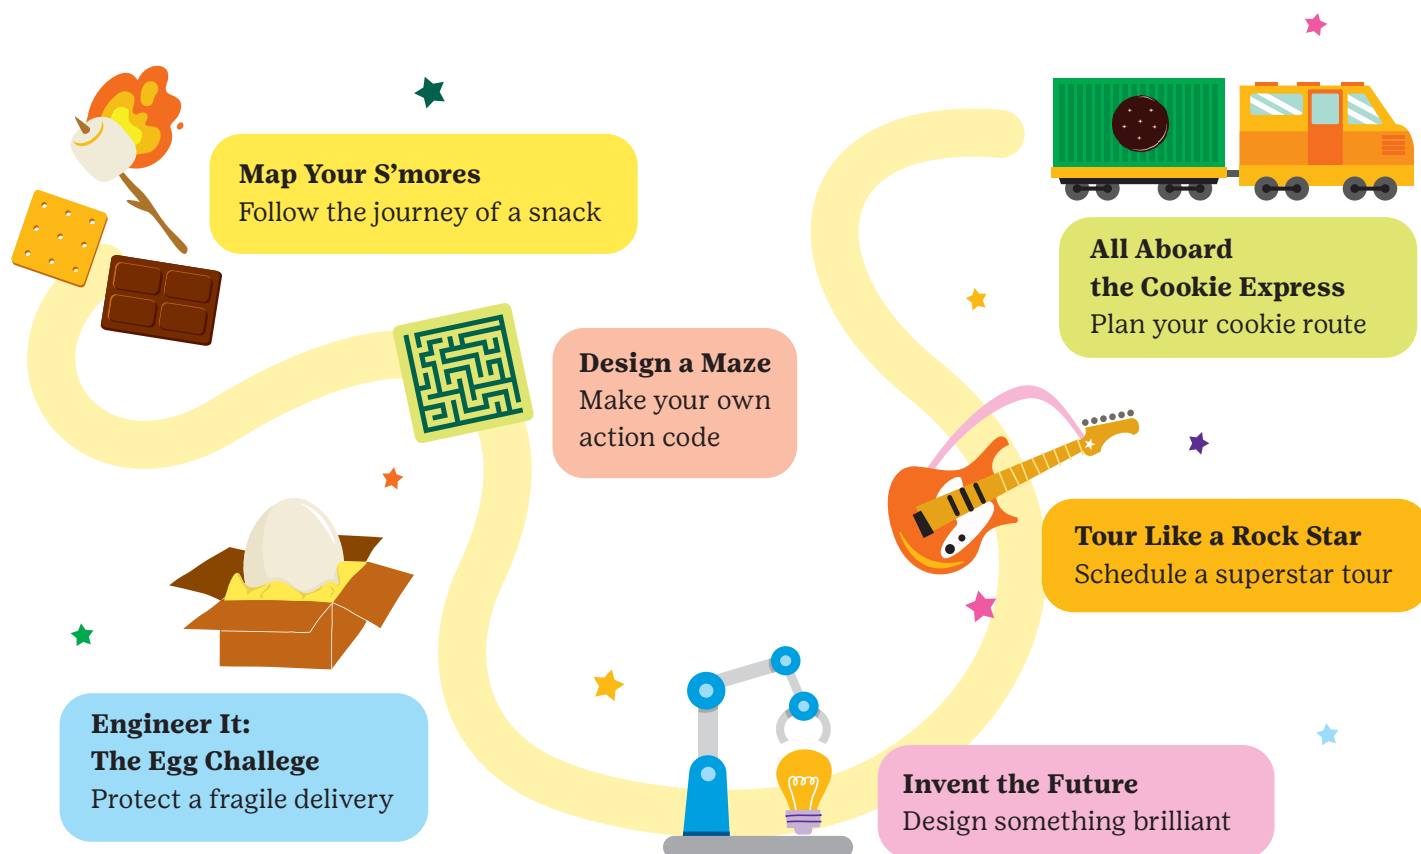 Map Your S’mores
Follow the journey of a snack
Design a Maze
Make your own
action code
Engineer It:
The Egg Challege
Protect a fragile delivery
Invent the Future
Design something brilliant
Tour Like a Rock Star
Schedule a superstar tour
All Aboard
the Cookie Express
Plan your cookie route